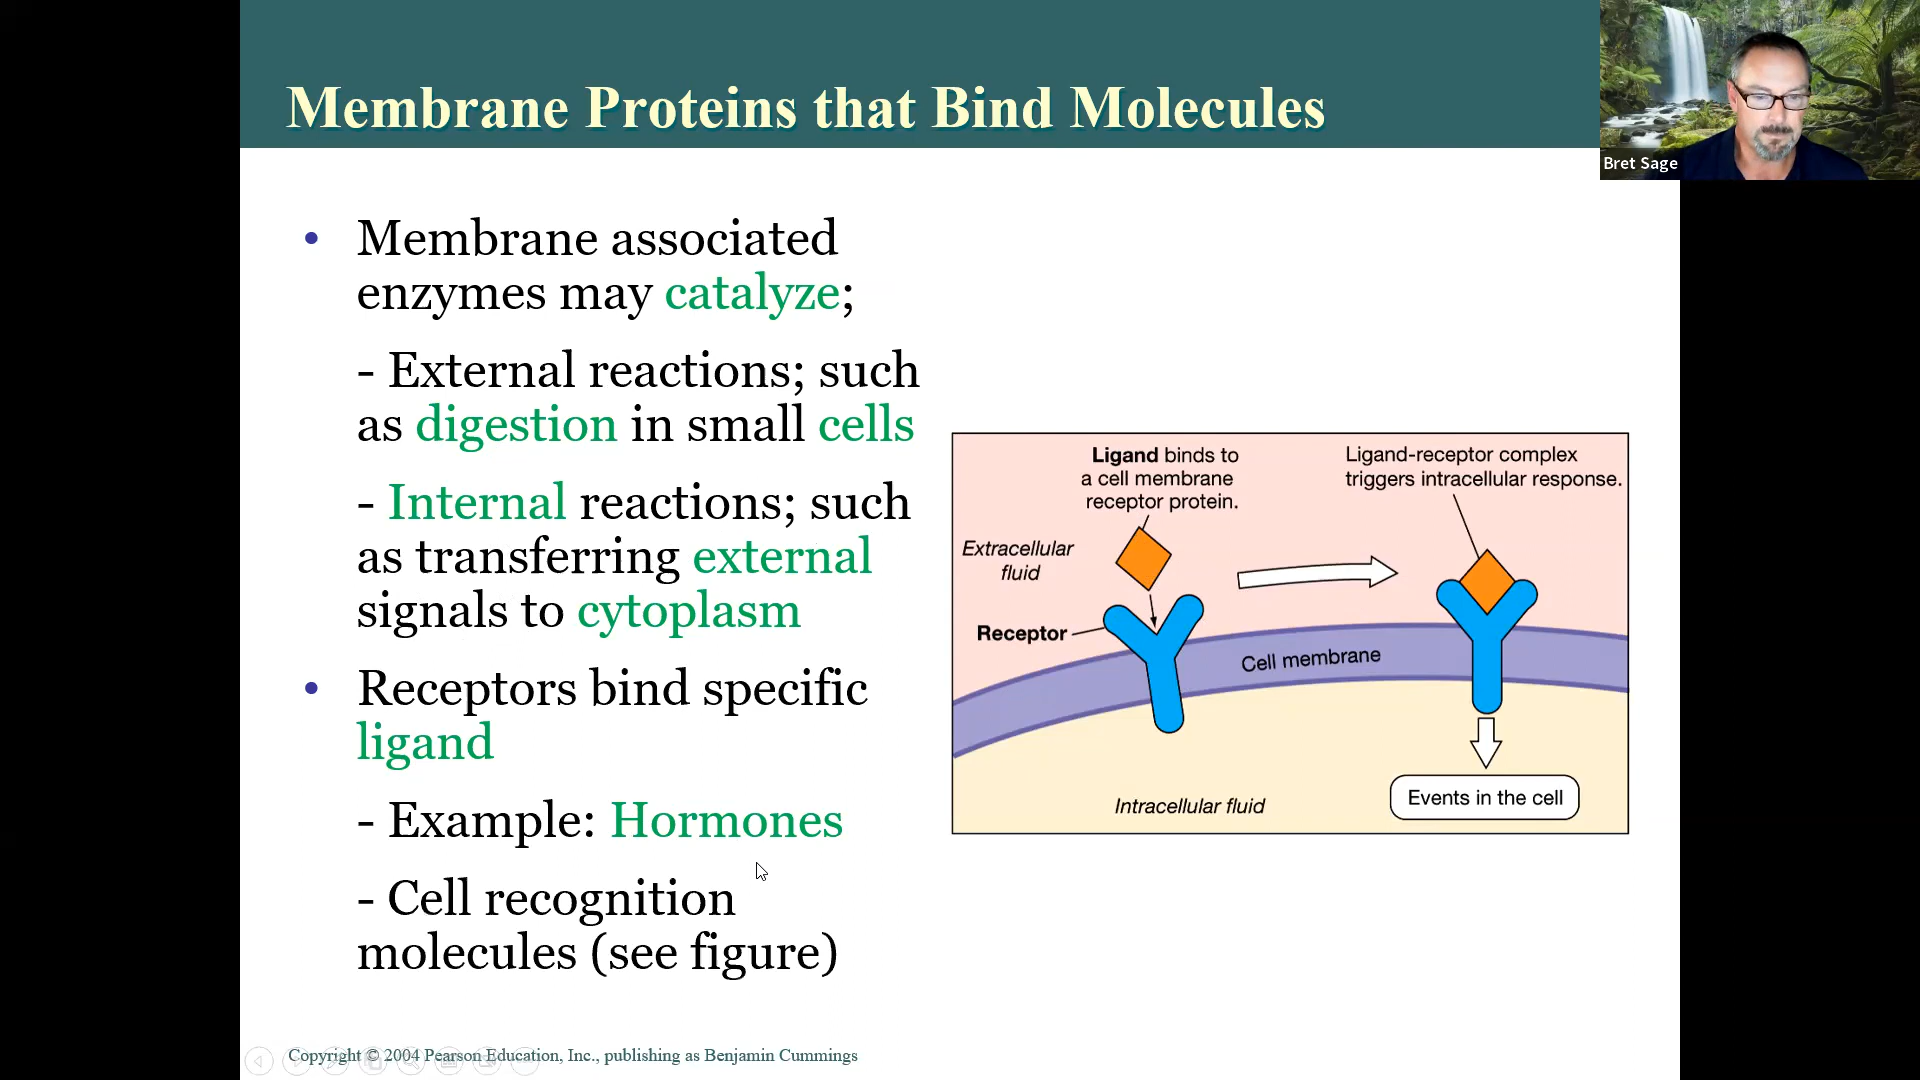 Membrane Proteins that Bind Molecules
Bret Sage
• Membrane associated
enzymes may catalyze;
- External reactions; such
as digestion in small cells
- Internal reactions; such
as transferring external
signals to cytoplasm
• Receptors bind specific
ligand
- Example: Hormones
- Cell recognition
molecules (see figure)
Ligand binds to
a cell membrane
receptor protein.
Ligand-receptor complex
triggers intracellular response.
Extracellular
fluid
Receptor
Cell membrane
Intracellular fluid
Events in the cell
Copyright © 2004 Pearson Education, Inc., publishing as Benjamin Cummings